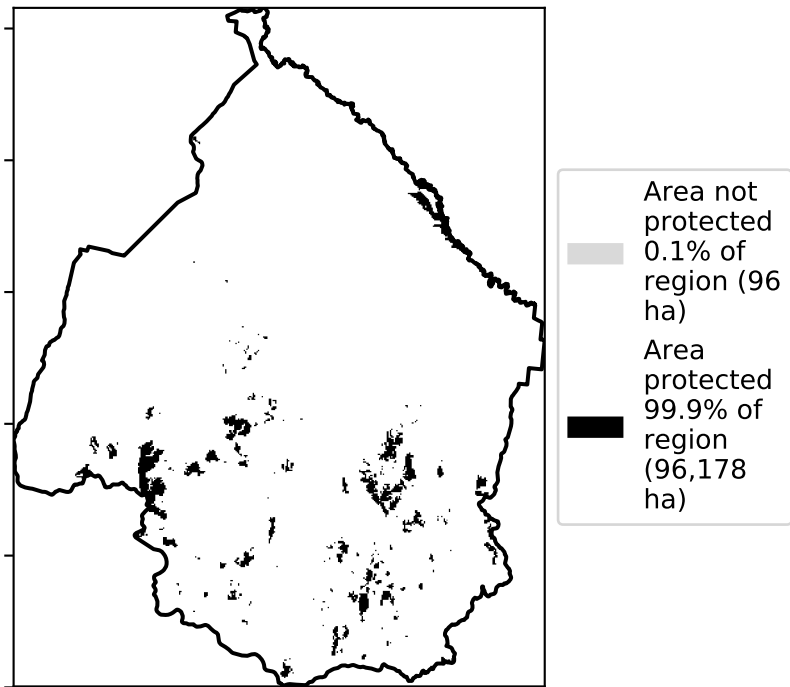 Area not
protected
0.1% of
region (96
ha)
Area
protected
99.9% of
region
(96,178
ha)